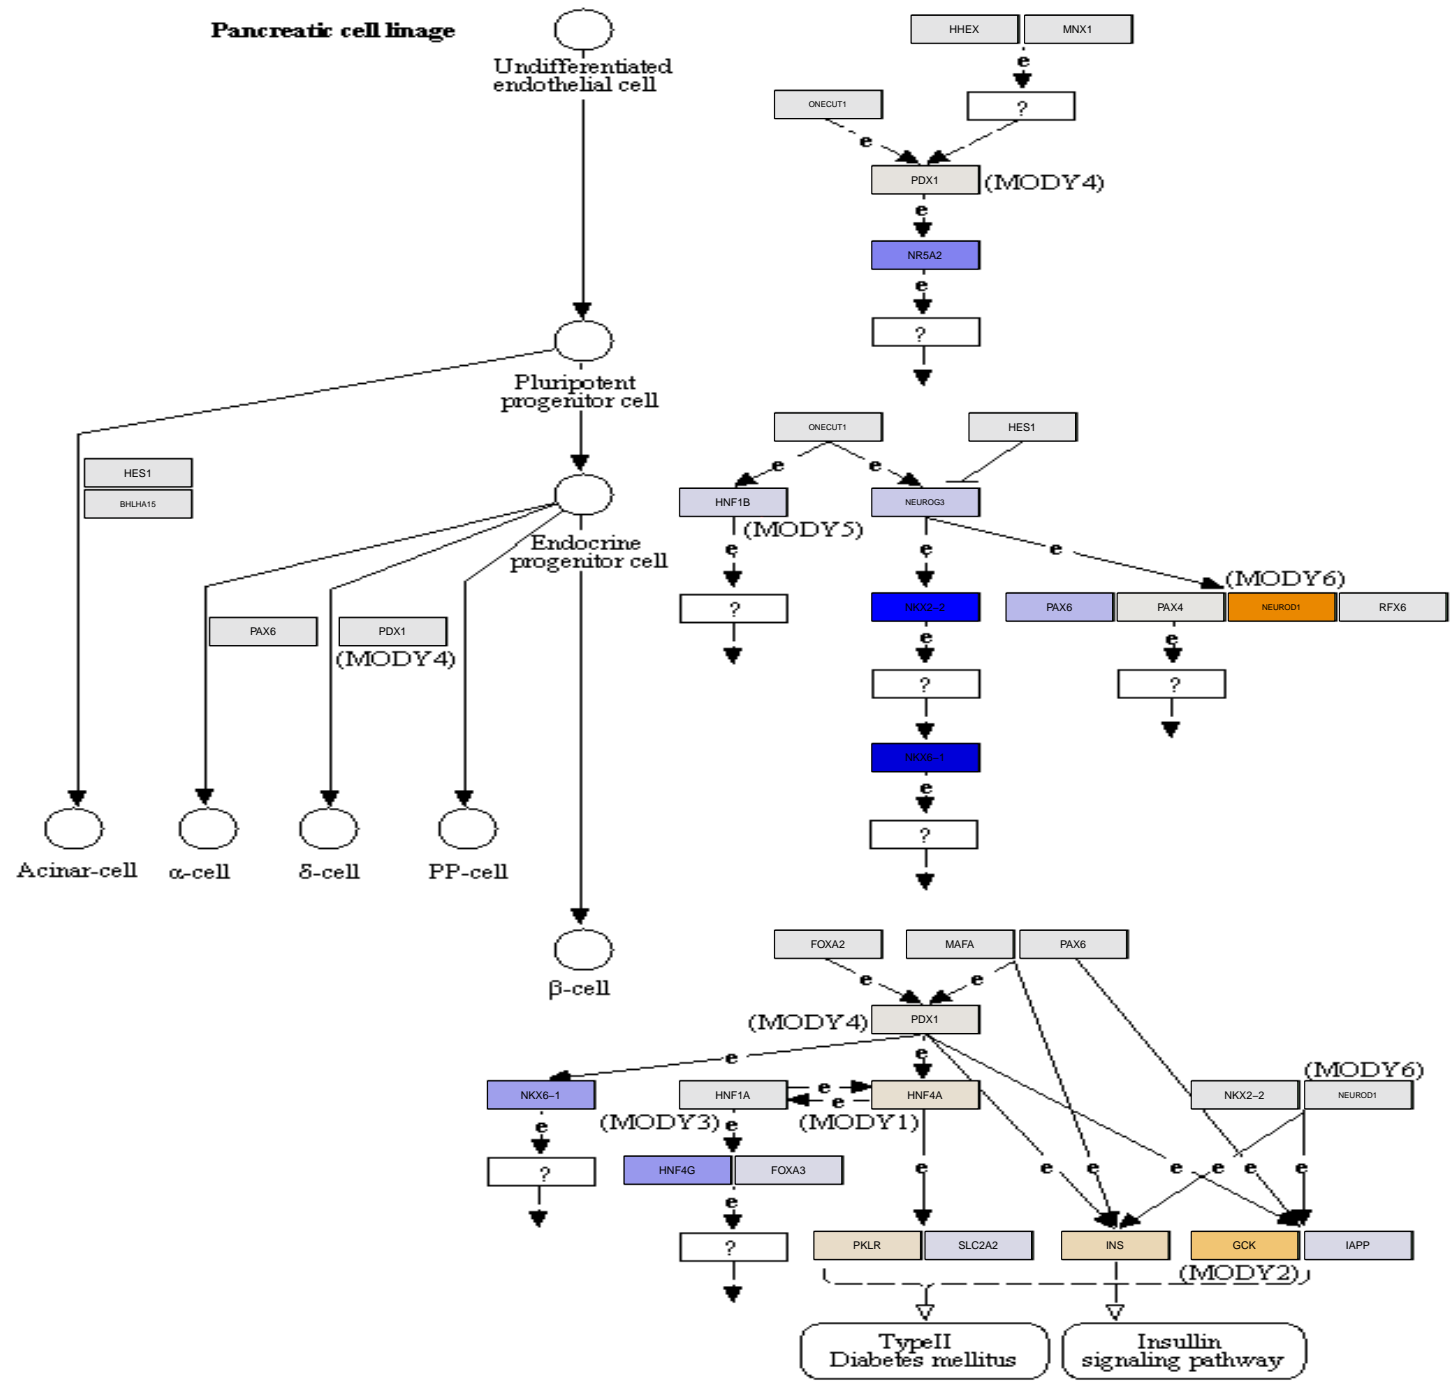 Pancreatic cell linage
HHEX
MNX1
e
Undifferentiated
endothelial cell
ONECUT1
?
e
PDX1
(MODY4)
e
NR5A2
e
?
Pluripotent
progenitor cell
ONECUT1
HES1
e
e
HES1
BHLHA15
HNF1B
NEUROG3
(MODY5)
Endocrine
progenitor cell
e
e
e
(MODY6)
?
NKX2-2
PAX6
PAX4
NEUROD1
RFX6
PAX6
PDX1
(MODY4)
e
e
?
?
e
NKX6-1
e
?
Acinar-cell
α-cell
δ-cell
PP-cell
FOXA2
MAFA
PAX6
β-cell
e
e
PDX1
(MODY4)
e
e
(MODY6)
NKX6-1
HNF1A
e
e
HNF4A
NKX2-2
NEUROD1
(MODY3)
(MODY1)
e
e
?
HNF4G
FOXA3
e
e
e
e
e
e
e
?
PKLR
SLC2A2
INS
GCK
IAPP
(MODY2)
TypeII
Diabetes mellitus
Insullin
signaling pathway